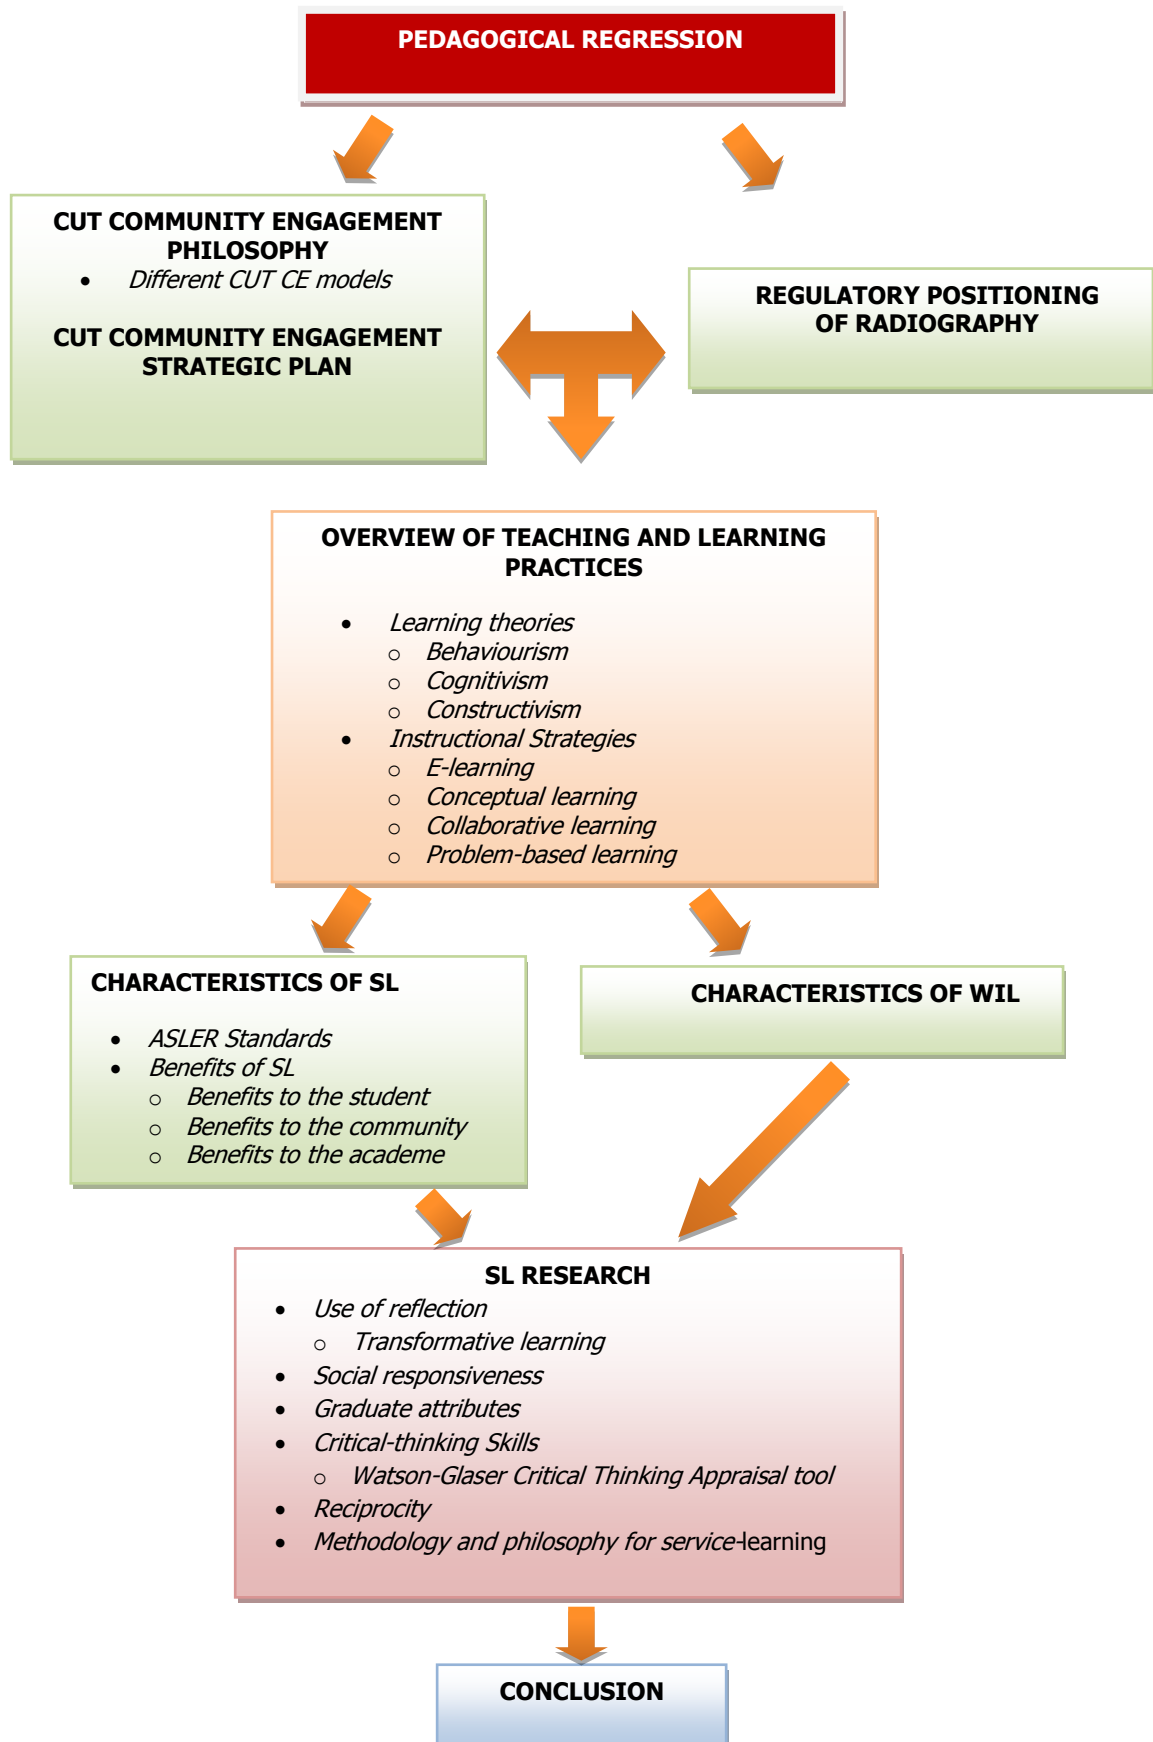 PEDAGOGICAL REGRESSION
CUT COMMUNITY ENGAGEMENT
PHILOSOPHY
• Different CUT CE models
CUT COMMUNITY ENGAGEMENT
STRATEGIC PLAN
REGULATORY POSITIONING
OF RADIOGRAPHY
OVERVIEW OF TEACHING AND LEARNING
PRACTICES
• Learning theories
o Behaviourism
o Cognitivism
o Constructivism
• Instructional Strategies
o E-learning
o Conceptual learning
o Collaborative learning
o Problem-based learning
CHARACTERISTICS OF SL
• ASLER Standards
• Benefits of SL
o Benefits to the student
o Benefits to the community
o Benefits to the academe
CHARACTERISTICS OF WIL
SL RESEARCH
• Use of reflection
o Transformative learning
• Social responsiveness
• Graduate attributes
• Critical-thinking Skills
o Watson-Glaser Critical Thinking Appraisal tool
• Reciprocity
• Methodology and philosophy for service-learning
CONCLUSION